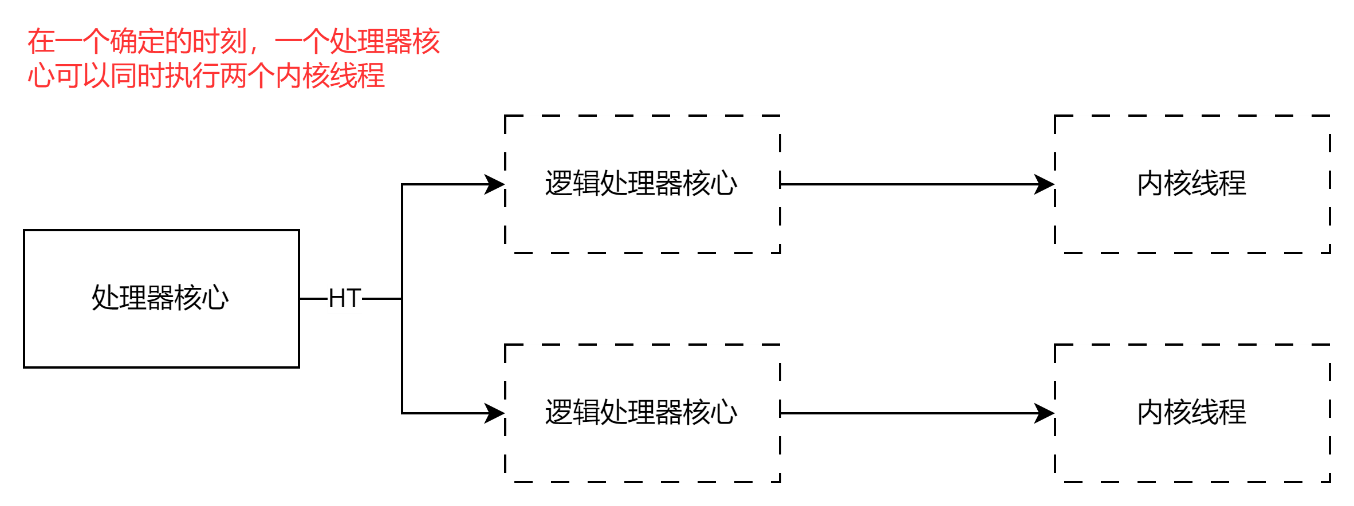 在一个确定的时刻，一个处理器核
心可以同时执行两个内核线程
逻辑处理器核心
内核线程
处理器核心
HT
逻辑处理器核心
内核线程